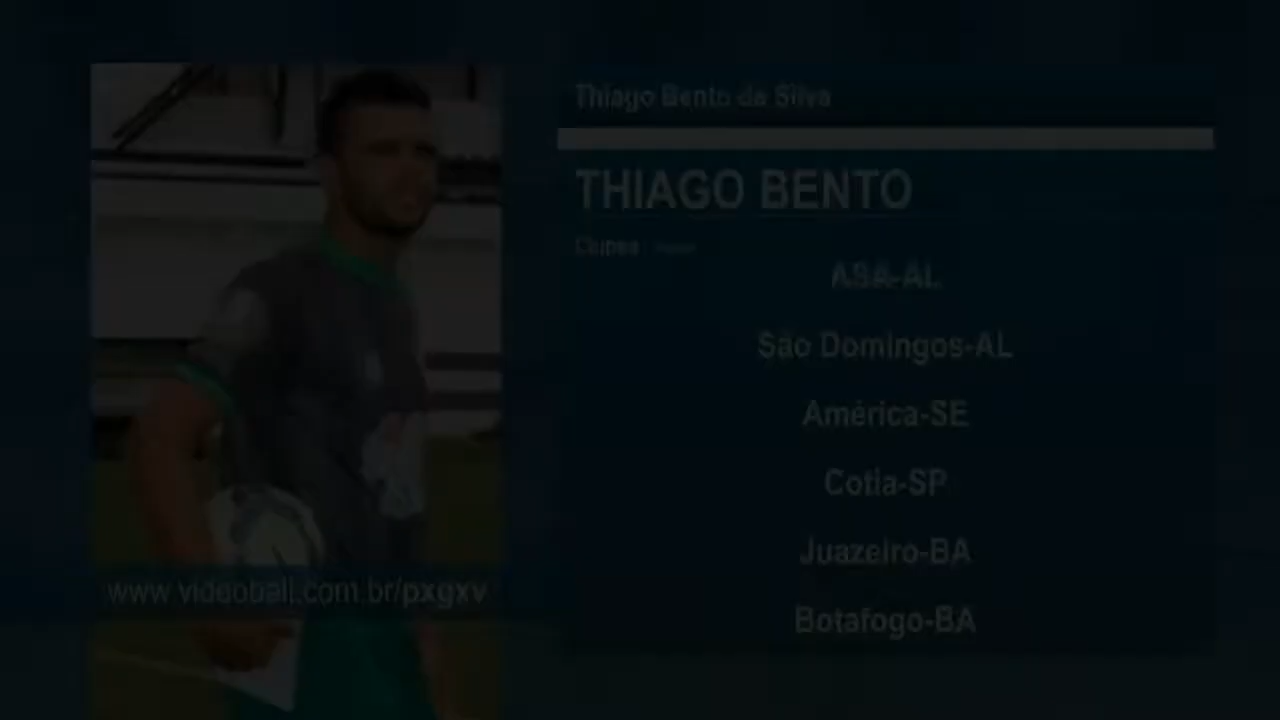 Thiago Bento da Silva
THIAGO BENTO
Clubes
ASA-AL
São Domingos-AL
América-SE
Cotia-SP
Juazeiro-BA
Botafogo-BA
www.videoball.com.br/pxgxv